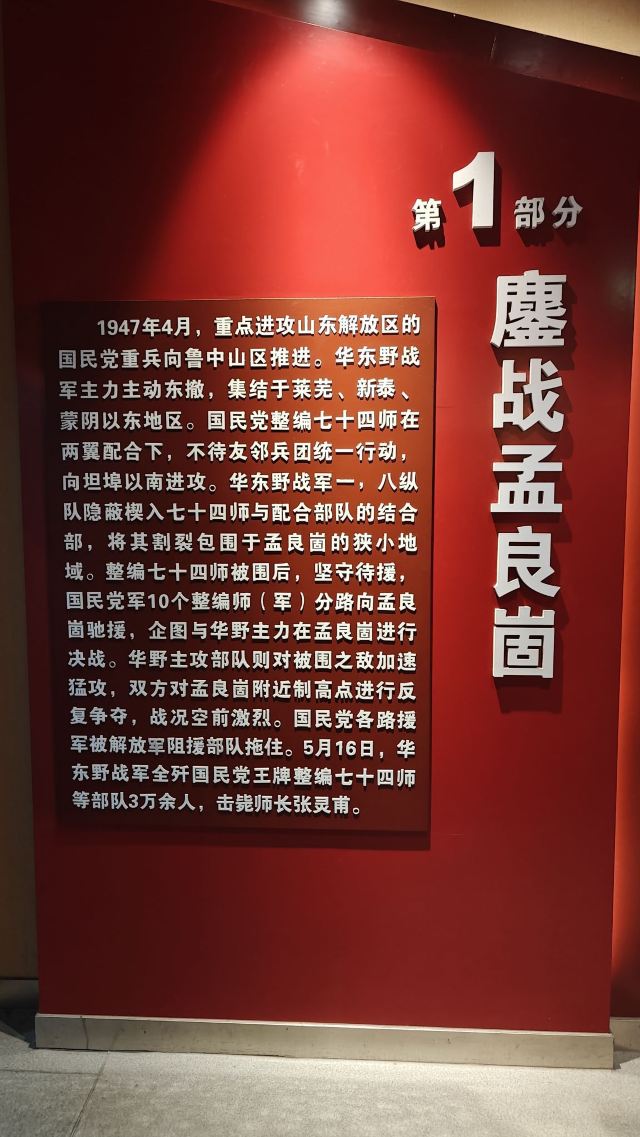 第1部分
鏖战孟良崮
1947年4月，重点进攻山东解放区的
国民党重兵向鲁中山区推进。华东野战
军主力主动东撤，集结于莱芜、新泰、
蒙阴以东地区。国民党整编七十四师在
两翼配合下，不待友邻兵团统一行动，
向坦埠以南进攻。华东野战军一，八纵
队隐蔽楔入七十四师与配合部队的结合
部，将其割裂包围于孟良崮的狭小地
域。整编七十四师被围后，坚守待援，
国民党军10个整编师（军）分路向孟良
崮驰援，企图与华野主力在孟良崮进行
决战。华野主攻部队则对被围之敌加速
猛攻，双方对孟良崮附近制高点进行反
复争夺，战况空前激烈。国民党各路援
军被解放军阻援部队拖住。5月16日，华
东野战军全歼国民党王牌整编七十四师
等部队3万余人，击毙师长张灵甫。